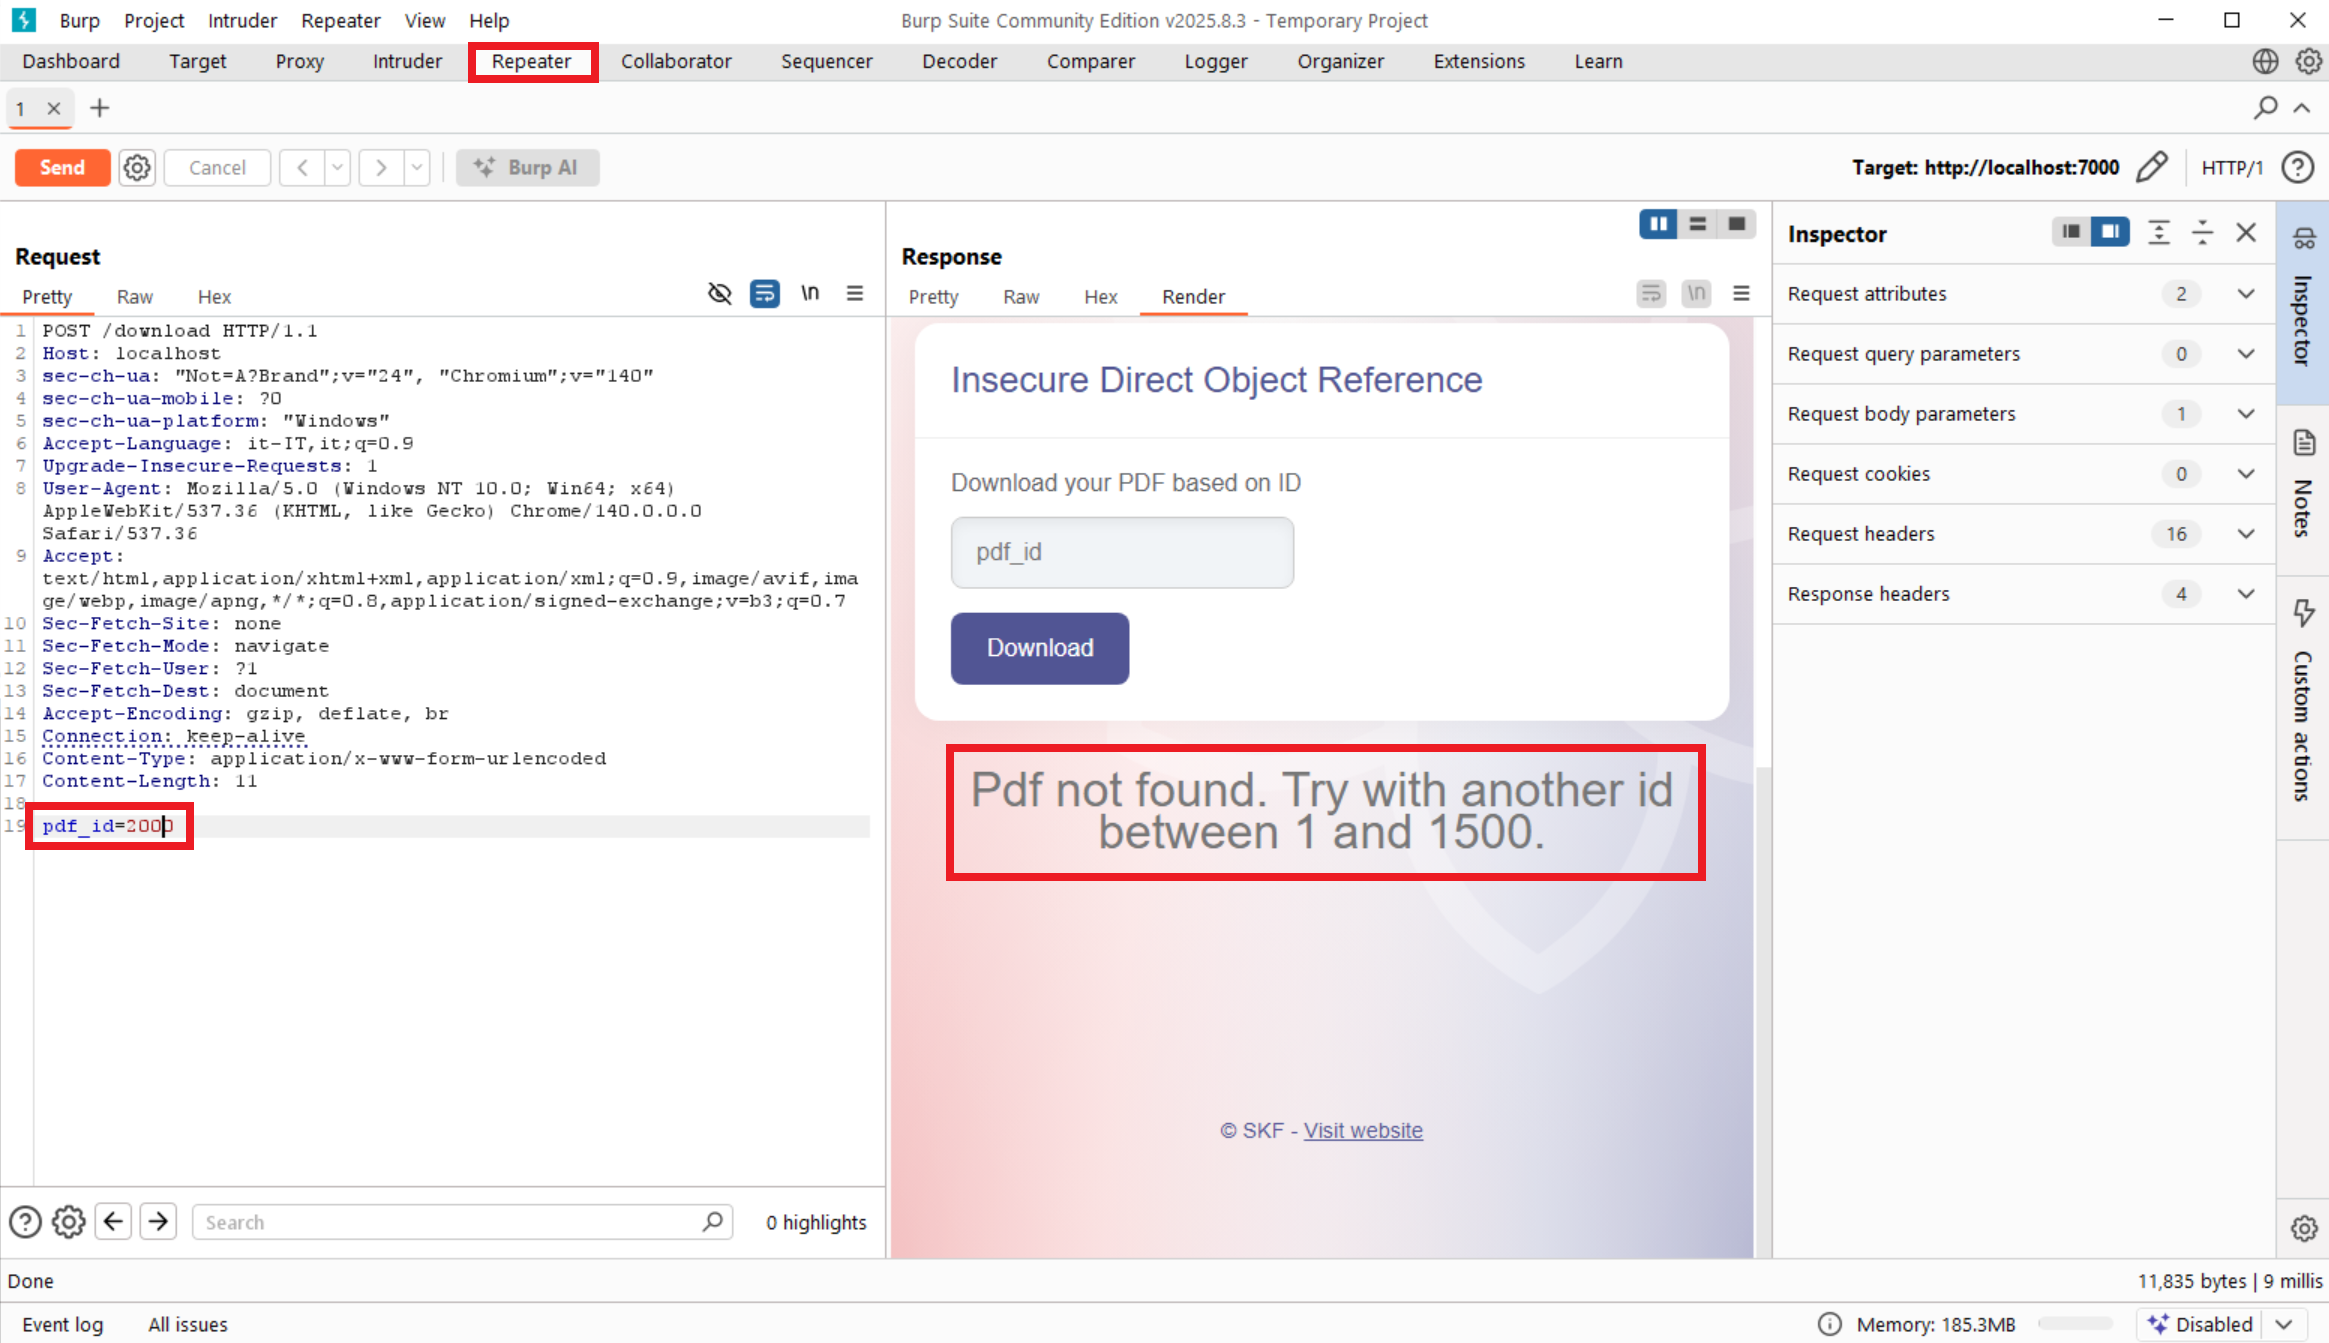 Burp Project Intruder Repeater View Help
Burp Suite Community Edition v2025.8.3 - Temporary Project
Dashboard Target Proxy Intruder Repeater Collaborator Sequencer Decoder Comparer Logger Organizer Extensions Learn
1
Send Cancel Burp AI
Target: http://localhost:7000 HTTP/1
Request
Pretty Raw Hex \n
1 POST /download HTTP/1.1
2 Host: localhost
3 sec-ch-ua: "Not=A?Brand";v="24", "Chromium";v="140"
4 sec-ch-ua-mobile: ?0
5 sec-ch-ua-platform: "Windows"
6 Accept-Language: it-IT,it;q=0.9
7 Upgrade-Insecure-Requests: 1
8 User-Agent: Mozilla/5.0 (Windows NT 10.0; Win64; x64)
AppleWebKit/537.36 (KHTML, like Gecko) Chrome/140.0.0.0
Safari/537.36
9 Accept:
text/html,application/xhtml+xml,application/xml;q=0.9,image/avif,ima
ge/webp,image/apng,*/*;q=0.8,application/signed-exchange;v=b3;q=0.7
10 Sec-Fetch-Site: none
11 Sec-Fetch-Mode: navigate
12 Sec-Fetch-User: ?1
13 Sec-Fetch-Dest: document
14 Accept-Encoding: gzip, deflate, br
15 Connection: keep-alive
16 Content-Type: application/x-www-form-urlencoded
17 Content-Length: 11
18
19 pdf_id=2000
Search
0 highlights
Response
Pretty Raw Hex Render \n
Insecure Direct Object Reference
Download your PDF based on ID
pdf_id
Download
Pdf not found. Try with another id
between 1 and 1500.
© SKF - Visit website
Inspector
Request attributes 2
Request query parameters 0
Request body parameters 1
Request cookies 0
Request headers 16
Response headers 4
Inspector
Notes
Custom actions
Done
11,835 bytes | 9 millis
Event log All issues
Memory: 185.3MB
Disabled